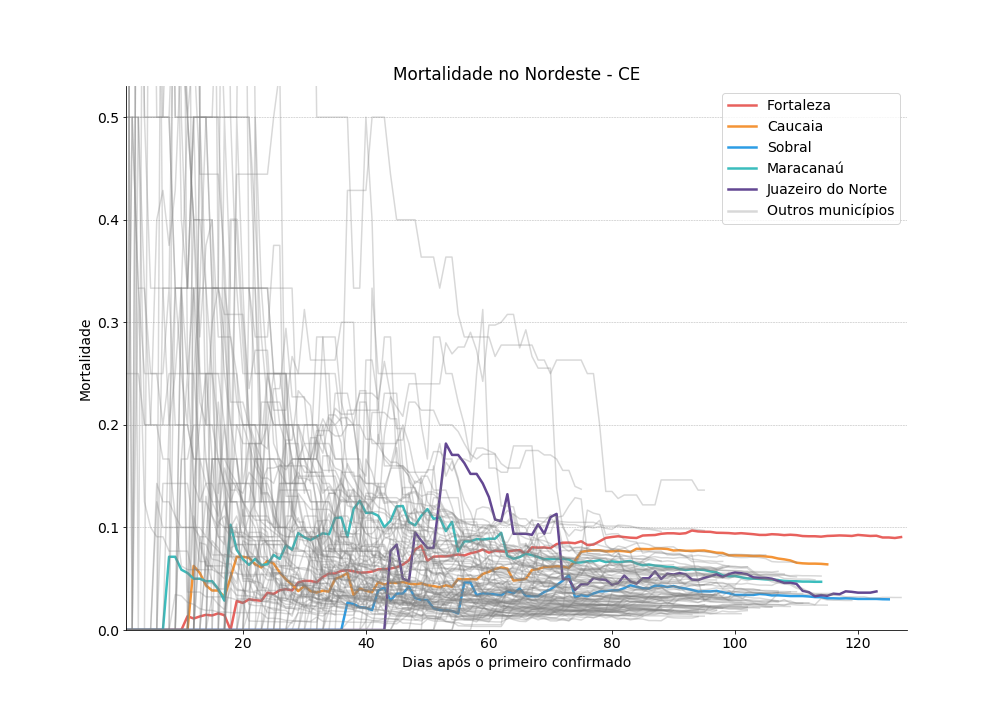 Mortalidade no Nordeste - CE
Fortaleza
Caucaia
Sobral
Maracanaú
Juazeiro do Norte
Outros municípios
0.5
0.4
0.3
0.2
0.1
0.0
Mortalidade
20 40 60 80 100 120
Dias após o primeiro confirmado